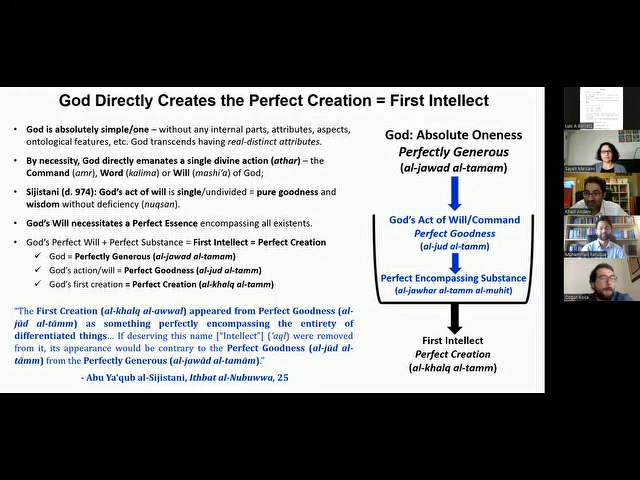 God Directly Creates the Perfect Creation = First Intellect
• God is absolutely simple/one – without any internal parts, attributes, aspects,
ontological features, etc. God transcends having real-distinct attributes.
• By necessity, God directly emanates a single divine action (athar) – the
Command (amr), Word (kalima) or Will (mashi'a) of God;
• Sijistani (d. 974): God's act of will is single/undivided = pure goodness and
wisdom without deficiency (nuqsan).
• God's Will necessitates a Perfect Essence encompassing all existents.
• God's Perfect Will + Perfect Substance = First Intellect = Perfect Creation
✓ God = Perfectly Generous (al-jawad al-tamam)
✓ God's action/will = Perfect Goodness (al-jud al-tamm)
✓ God's first creation = Perfect Creation (al-khalq al-tamm)
"The First Creation (al-khalq al-awwal) appeared from Perfect Goodness (al-
jūd al-tāmm) as something perfectly encompassing the entirety of
differentiated things… If deserving this name ["Intellect"] ('aql) were removed
from it, its appearance would be contrary to the Perfect Goodness (al-jūd al-
tāmm) from the Perfectly Generous (al-jawād al-tamām)."
- Abu Ya'qub al-Sijistani, Ithbat al-Nubuwwa, 25
God: Absolute Oneness
Perfectly Generous
(al-jawad al-tamam)
God's Act of Will/Command
Perfect Goodness
(al-jud al-tamm)
Perfect Encompassing Substance
(al-jawhar al-tamm al-muhit)
First Intellect
Perfect Creation
(al-khalq al-tamm)
Khalil Andani